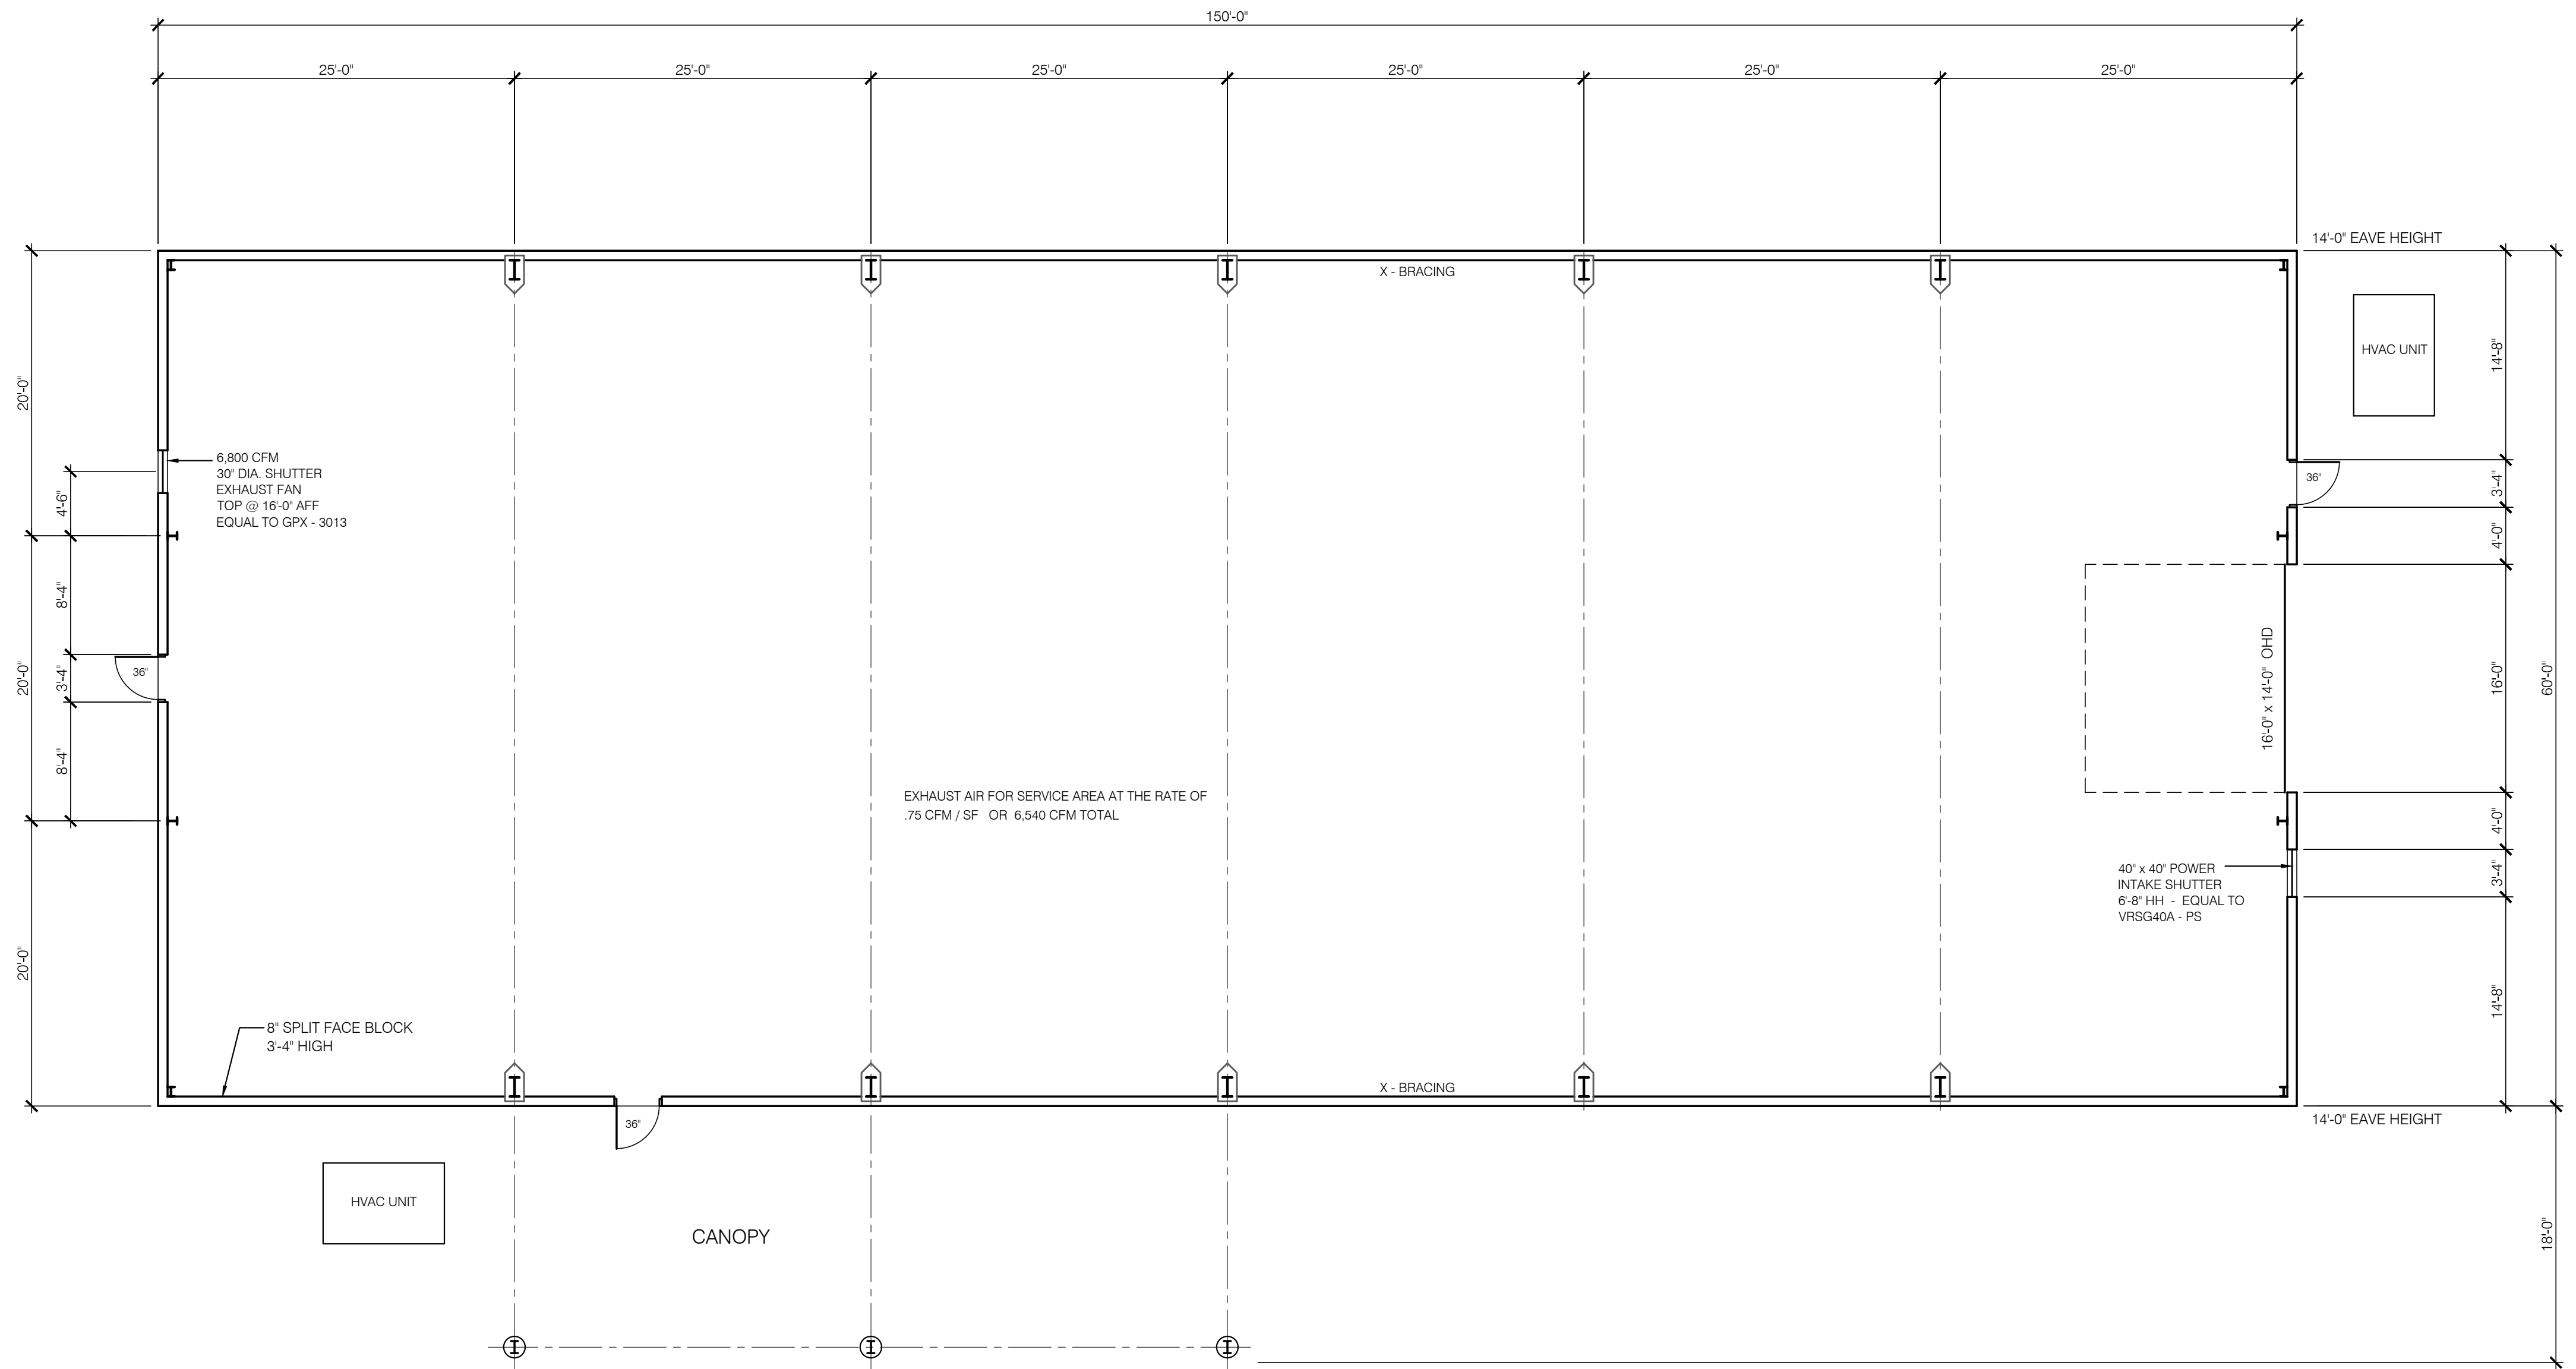 150'-0"
25'-0"
25'-0"
25'-0"
25'-0"
25'-0"
25'-0"
14'-0" EAVE HEIGHT
X - BRACING
HVAC UNIT
14'-8"
20'-0"
6,800 CFM
30" DIA. SHUTTER
EXHAUST FAN
TOP @ 16'-0" AFF
EQUAL TO GPX - 3013
4'-6"
36"
3'-4"
4'-0"
8'-4"
36"
3'-4"
20'-0"
8'-4"
16'-0" x 14'-0" OHD
16'-0"
60'-0"
EXHAUST AIR FOR SERVICE AREA AT THE RATE OF
.75 CFM / SF OR 6,540 CFM TOTAL
4'-0"
40" x 40" POWER
INTAKE SHUTTER
6'-8" HH - EQUAL TO
VRSG40A - PS
3'-4"
20'-0"
14'-8"
8" SPLIT FACE BLOCK
3'-4" HIGH
X - BRACING
36"
14'-0" EAVE HEIGHT
HVAC UNIT
CANOPY
18'-0"